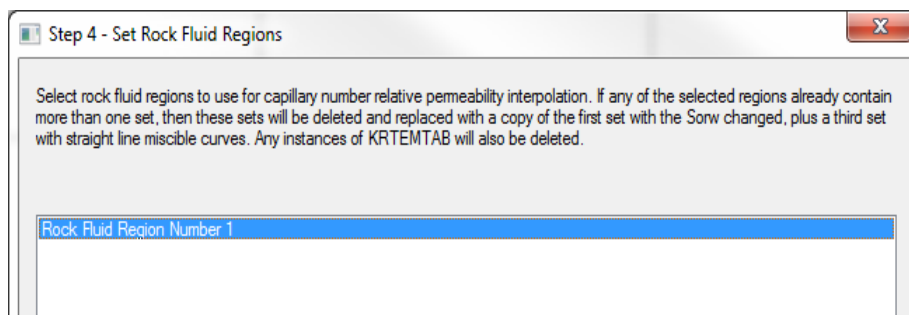 Step 4 - Set Rock Fluid Regions
X
Select rock fluid regions to use for capillary number relative permeability interpolation. If any of the selected regions already contain
more than one set, then these sets will be deleted and replaced with a copy of the first set with the Sorw changed, plus a third set
with straight line miscible curves. Any instances of KRTEMTAB will also be deleted.
Rock Fluid Region Number 1